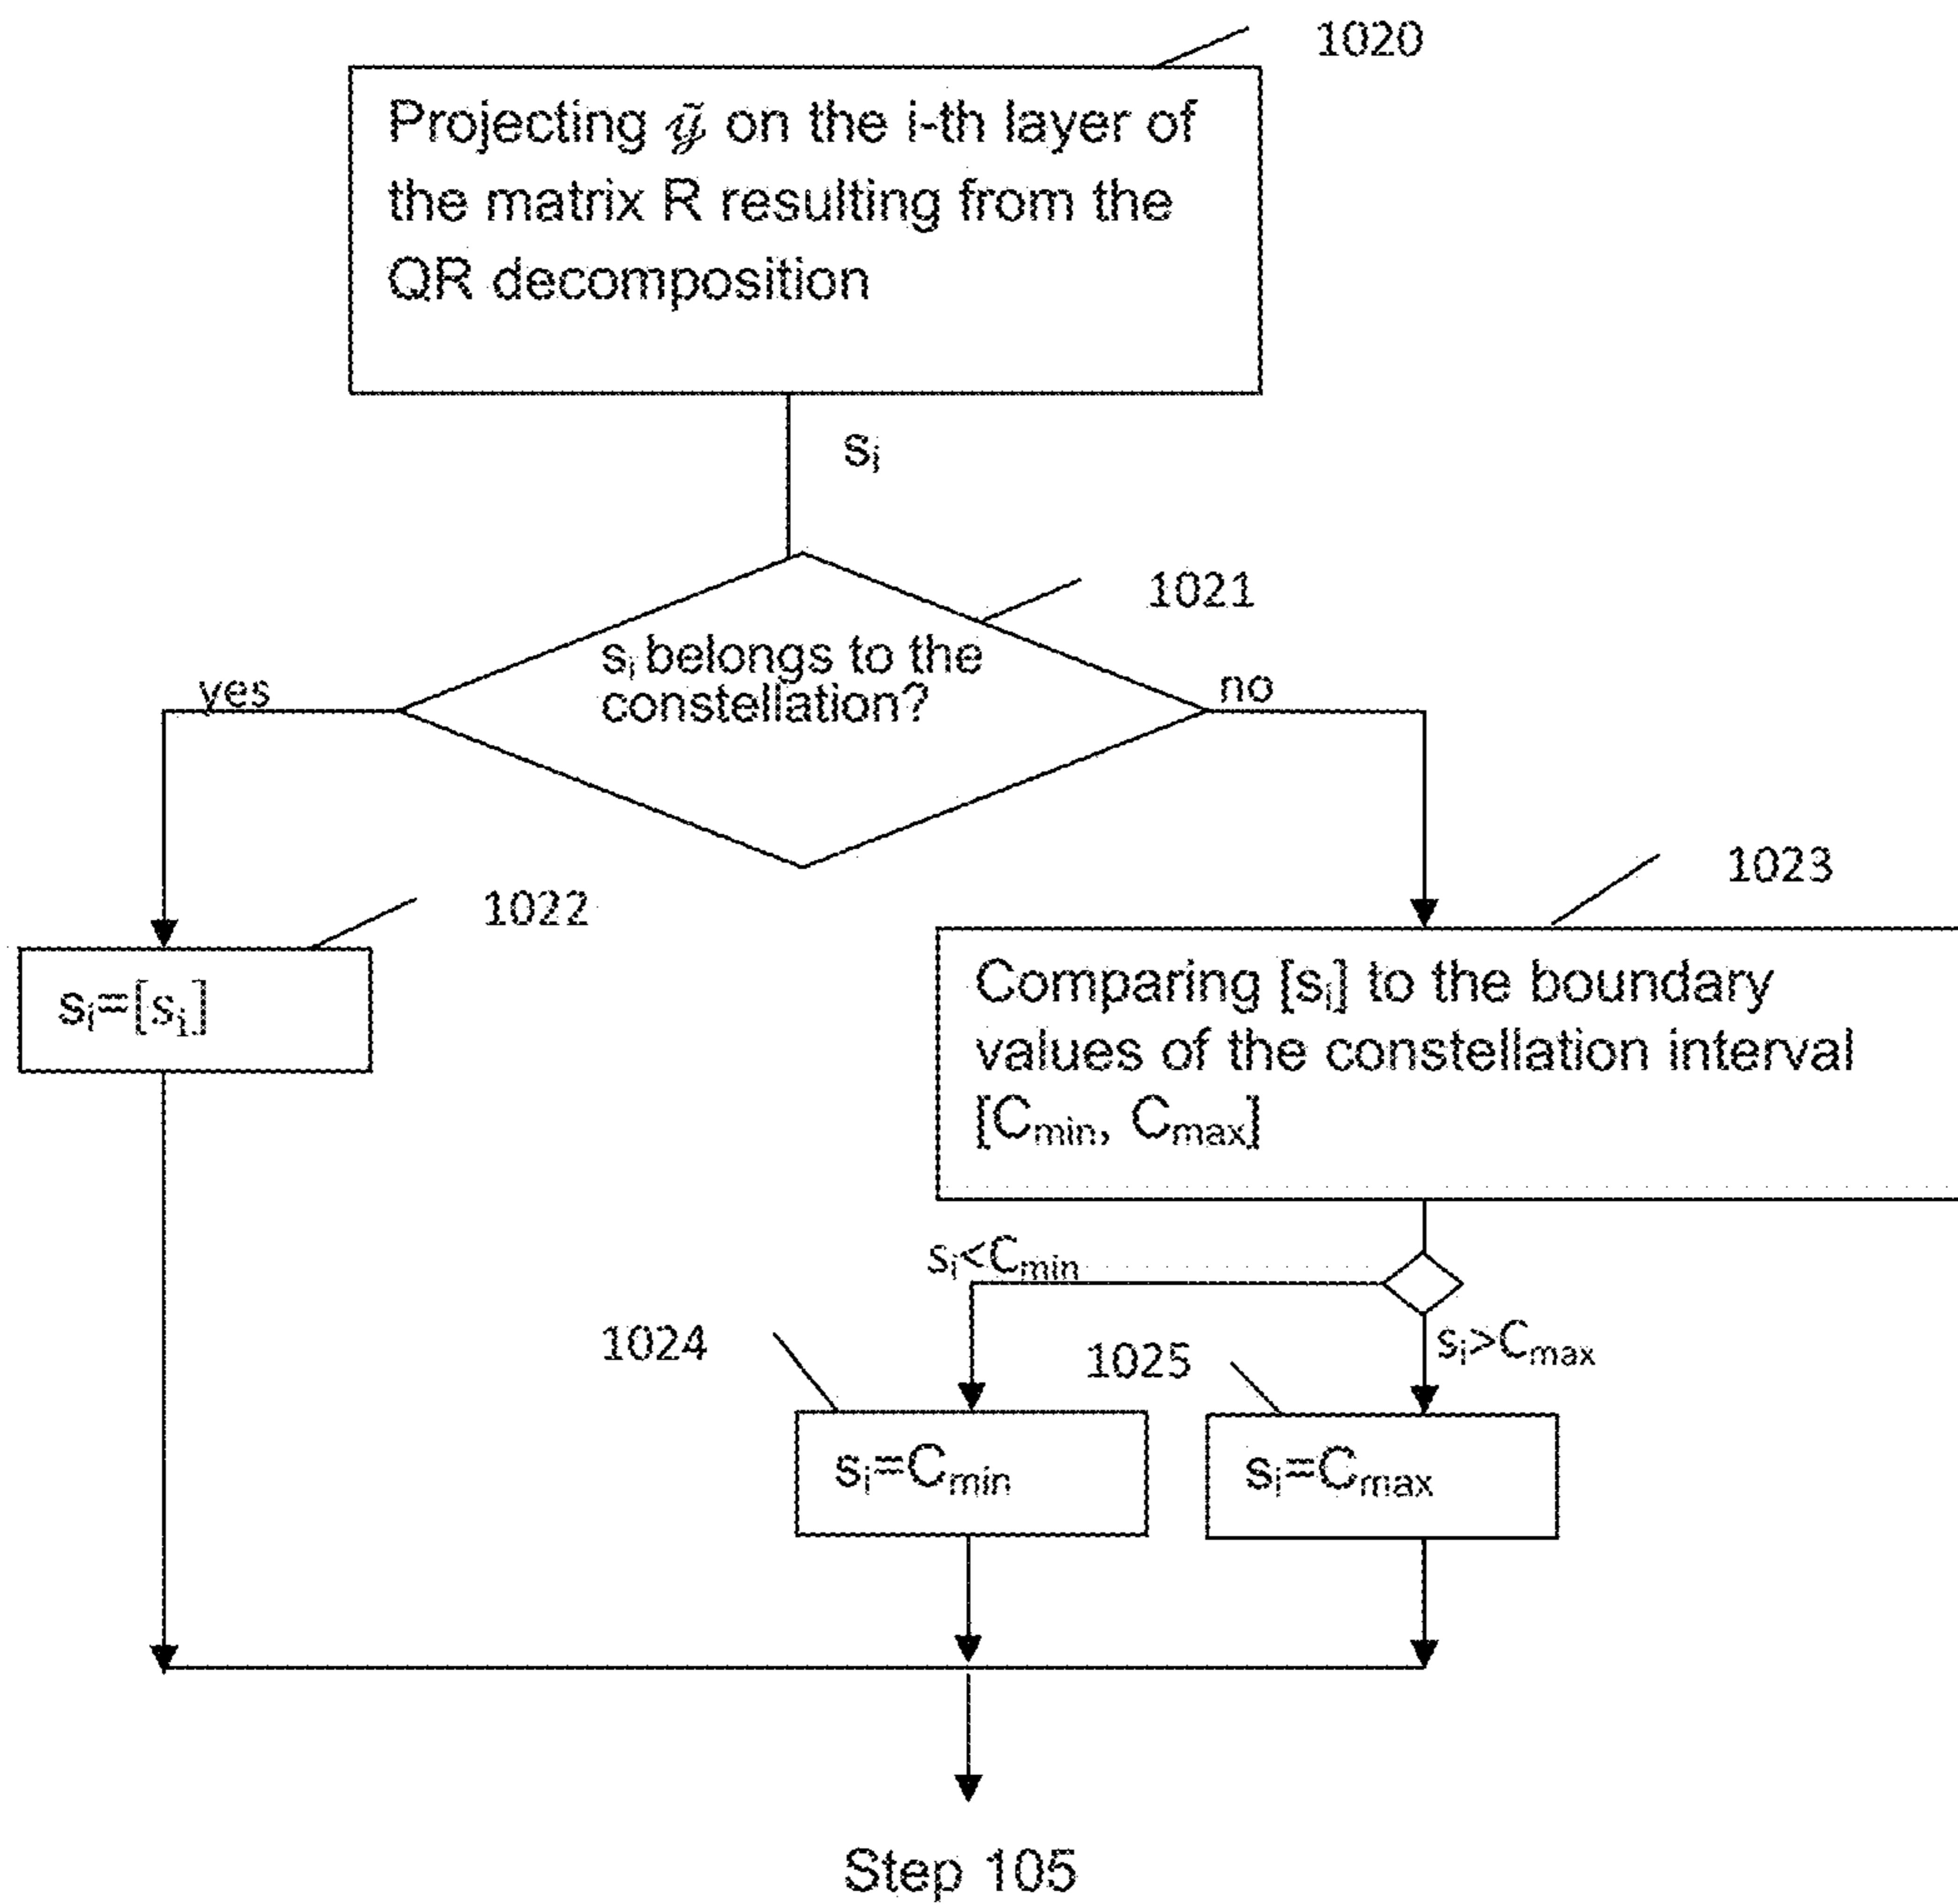 1020
Projecting ỹ on the i-th layer of
the matrix R resulting from the
QR decomposition
sᵢ
1021
sᵢ belongs to the
constellation?
yes
no
1022
1023
sᵢ=[sᵢ]
Comparing [sᵢ] to the boundary
values of the constellation interval
[Cmin, Cmax]
sᵢ<Cmin
sᵢ>Cmax
1024
1025
sᵢ=Cmin
sᵢ=Cmax
Step 105